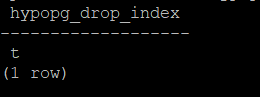 hypopg_drop_index
-------------------
t
(1 row)